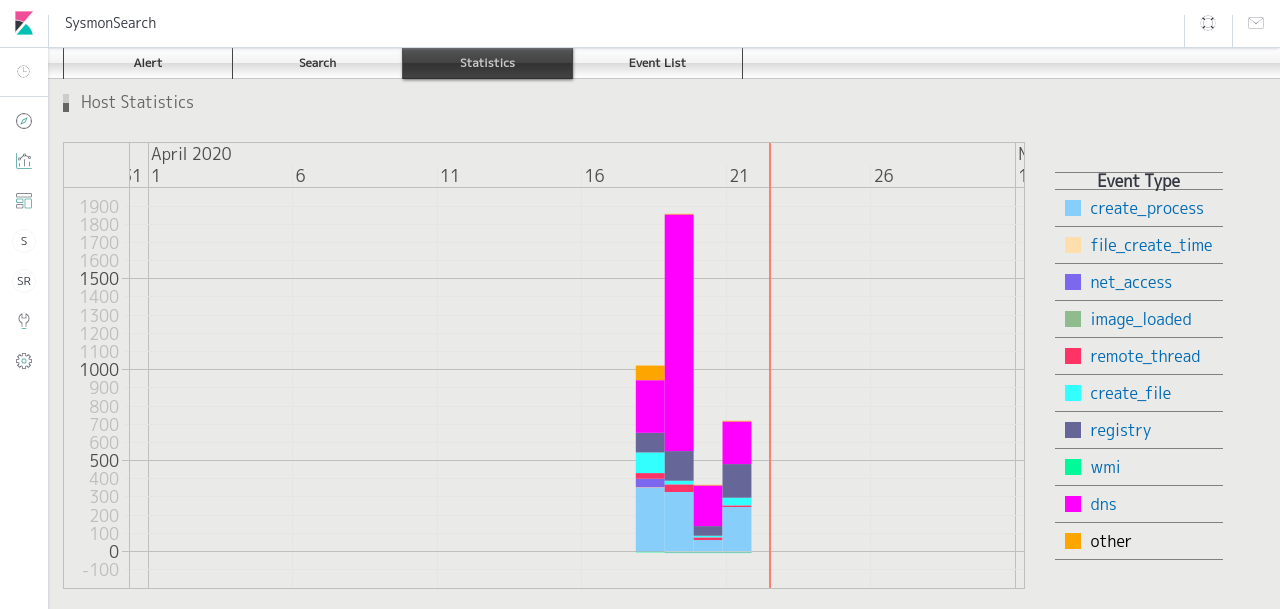 SysmonSearch
Alert Search Statistics Event List
Host Statistics
April 2020
1 6 11 16 21 26
1900
1800
1700
1600
1500
1400
1300
1200
1100
1000
900
800
700
600
500
400
300
200
100
0
-100
Event Type
create_process
file_create_time
net_access
image_loaded
remote_thread
create_file
registry
wmi
dns
other
S
SR